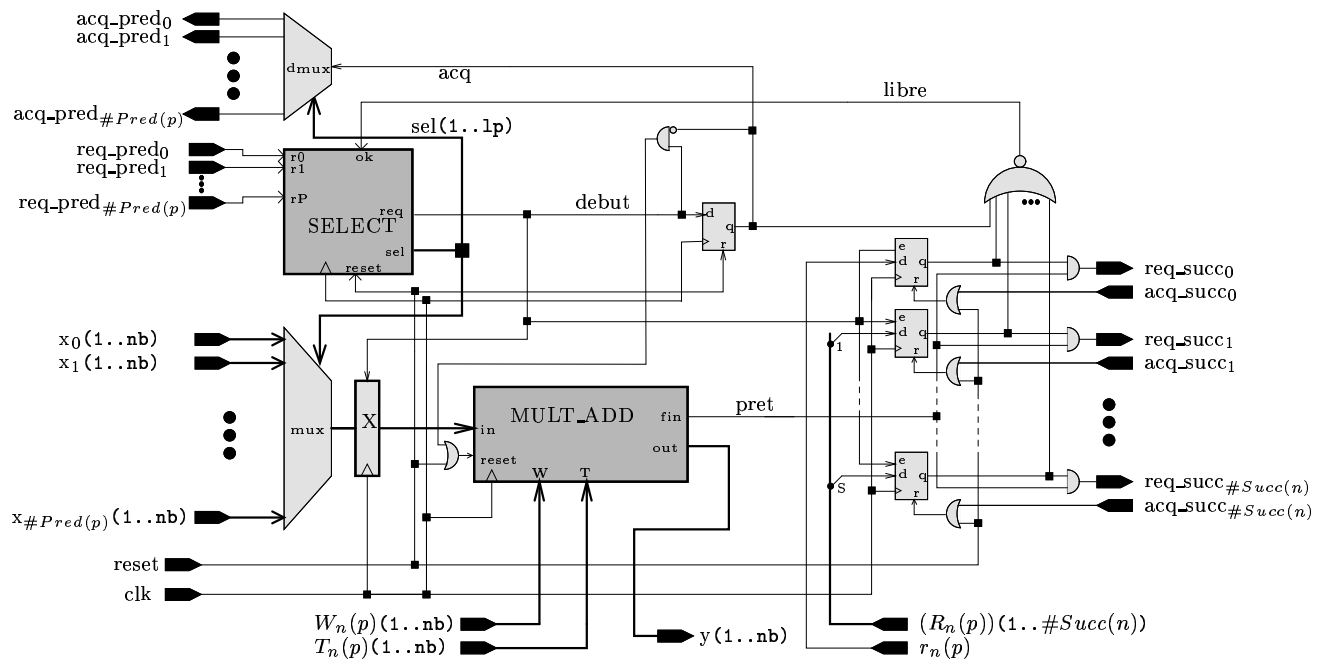 acq_pred₀
acq_pred₁
dmux
acq
libre
acq_pred#Pred(p)
sel(1..lp)
req_pred₀
r0
ok
req_pred₁
r1
req_pred#Pred(p)
rP
req
debut
d
q
r
SELECT
sel
reset
e
d
q
r
req_succ₀
acq_succ₀
x₀(1..nb)
x₁(1..nb)
e
d
q
r
1
req_succ₁
acq_succ₁
mux
X
MULT_ADD
in
fin
pret
out
reset
W
T
e
d
q
r
S
req_succ#Succ(n)
acq_succ#Succ(n)
x#Pred(p)(1..nb)
reset
clk
Wₙ(p)(1..nb)
Tₙ(p)(1..nb)
y(1..nb)
(Rₙ(p))(1..#Succ(n))
rₙ(p)